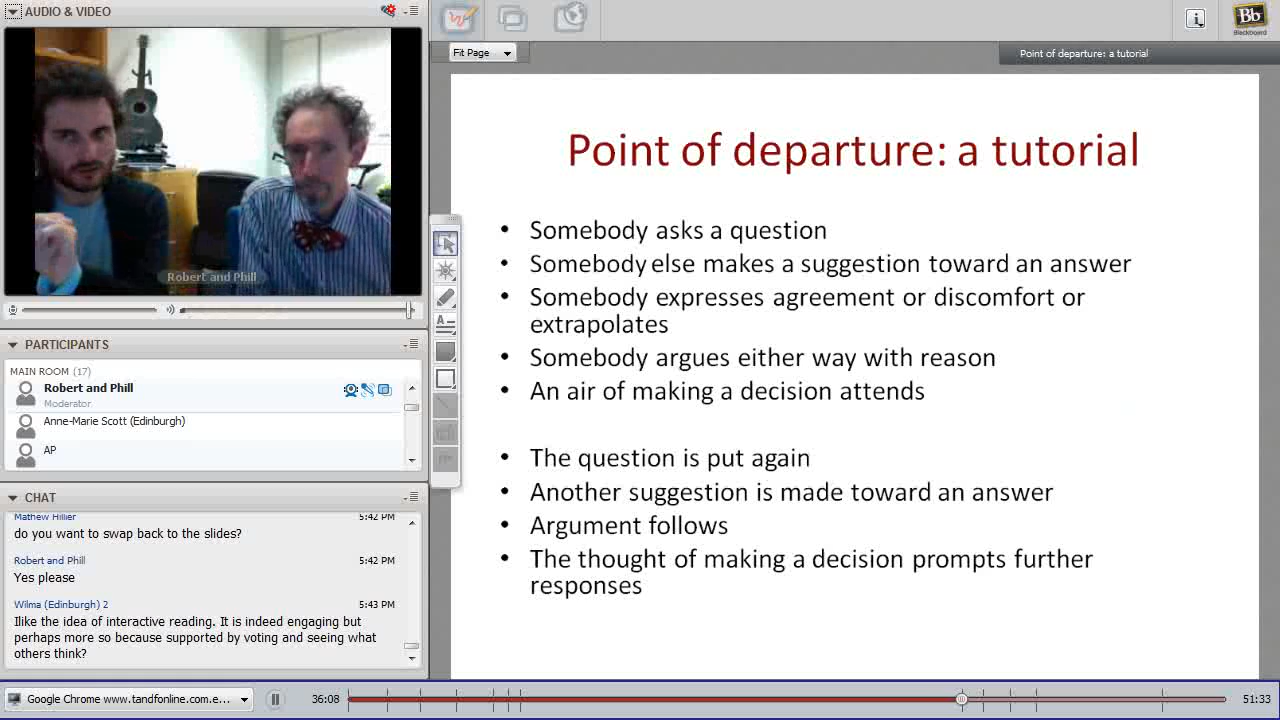 AUDIO & VIDEO
Robert and Phill
PARTICIPANTS
MAIN ROOM (17)
Robert and Phill
Moderator
Anne-Marie Scott (Edinburgh)
AP
CHAT
Mathew Hillier 5:42 PM
do you want to swap back to the slides?
Robert and Phill 5:42 PM
Yes please
Wilma (Edinburgh) 2 5:43 PM
Ilike the idea of interactive reading. It is indeed engaging but
perhaps more so because supported by voting and seeing what
others think?
Fit Page
Point of departure: a tutorial
i
Bb
Blackboard
Point of departure: a tutorial
• Somebody asks a question
• Somebody else makes a suggestion toward an answer
• Somebody expresses agreement or discomfort or
extrapolates
• Somebody argues either way with reason
• An air of making a decision attends
• The question is put again
• Another suggestion is made toward an answer
• Argument follows
• The thought of making a decision prompts further
responses
Google Chrome www.tandfonline.com.e...
36:08
51:33